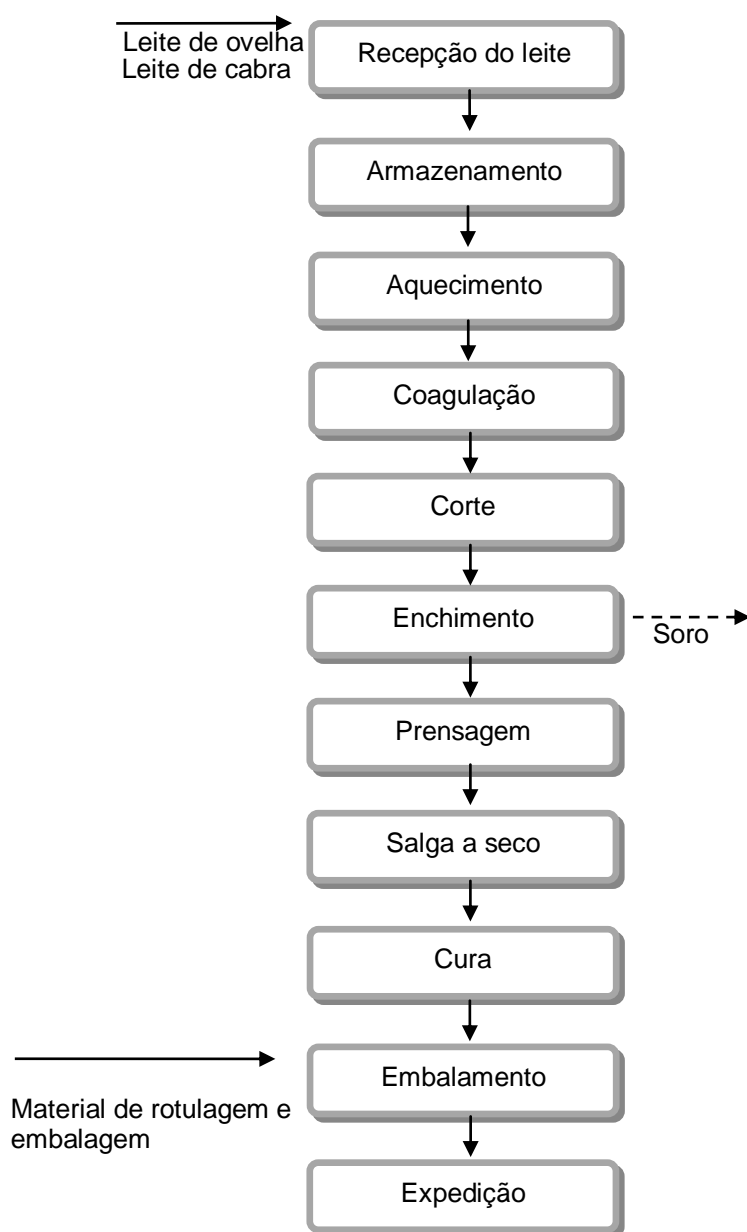 Leite de ovelha
Leite de cabra
Recepção do leite
Armazenamento
Aquecimento
Coagulação
Corte
Enchimento
Soro
Prensagem
Salga a seco
Cura
Embalamento
Material de rotulagem e
embalagem
Expedição